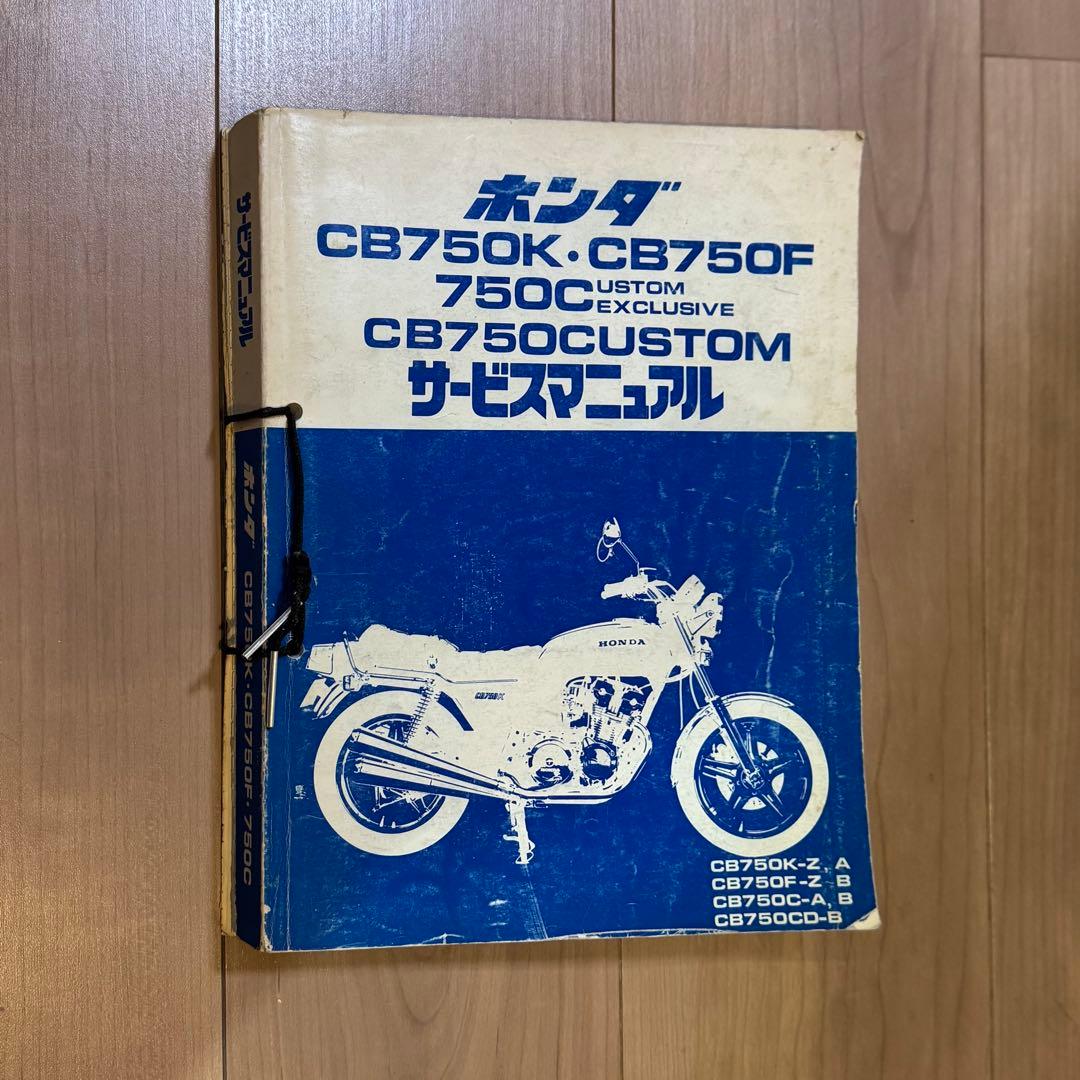 ホンダ
CB750K・CB750F
750CUSTOM
EXCLUSIVE
CB750CUSTOM
サービスマニュアル
HONDA
CB750K
CB750K-Z, A
CB750F-Z B
CB750C-A, B
CB750CD-B
サービスマニュアル
ホンダ
CB750K・CB750F・750C